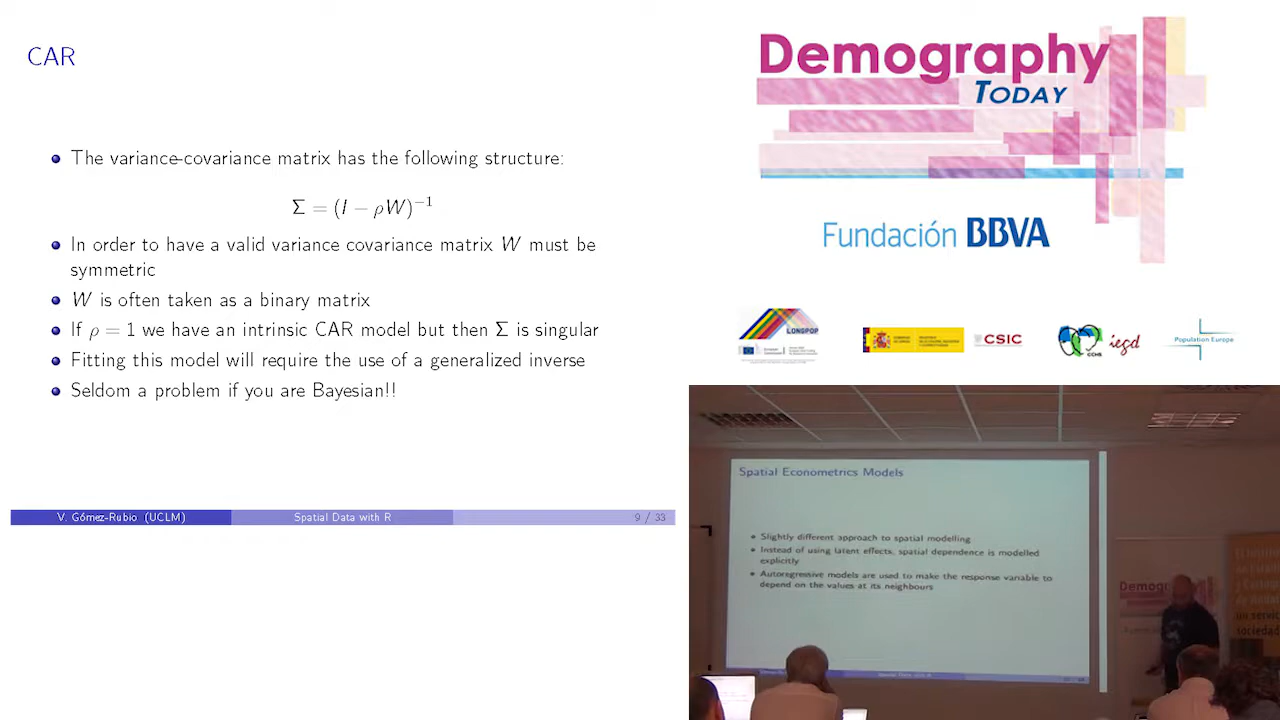 CAR
The variance-covariance matrix has the following structure:
Σ = (I − ρW)⁻¹
In order to have a valid variance covariance matrix W must be
symmetric
W is often taken as a binary matrix
If ρ = 1 we have an intrinsic CAR model but then Σ is singular
Fitting this model will require the use of a generalized inverse
Seldom a problem if you are Bayesian!!
V. Gómez-Rubio (UCLM) Spatial Data with R 9 / 33
Demography
TODAY
Fundación BBVA
LONGPOP
CSIC
CCHS
iegd
Population Europe
Spatial Econometrics Models
Slightly different approach to spatial modelling
Instead of using latent effects, spatial dependence is modelled
explicitly
Autoregressive models are used to make the response variable to
depend on the values at its neighbours
Demog